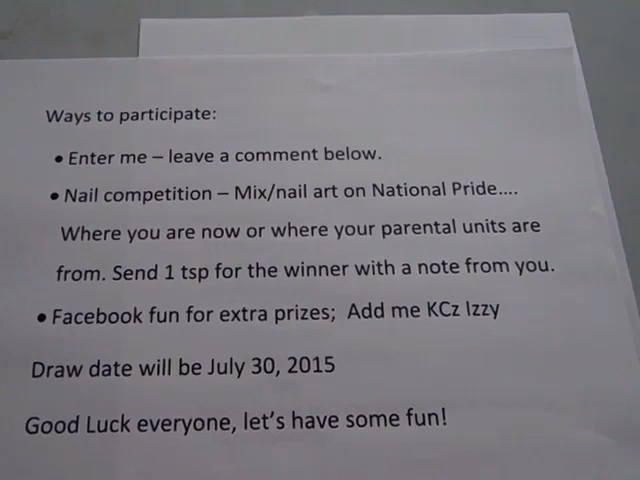 Ways to participate:
• Enter me – leave a comment below.
• Nail competition – Mix/nail art on National Pride....
Where you are now or where your parental units are
from. Send 1 tsp for the winner with a note from you.
• Facebook fun for extra prizes; Add me KCz Izzy
Draw date will be July 30, 2015
Good Luck everyone, let's have some fun!